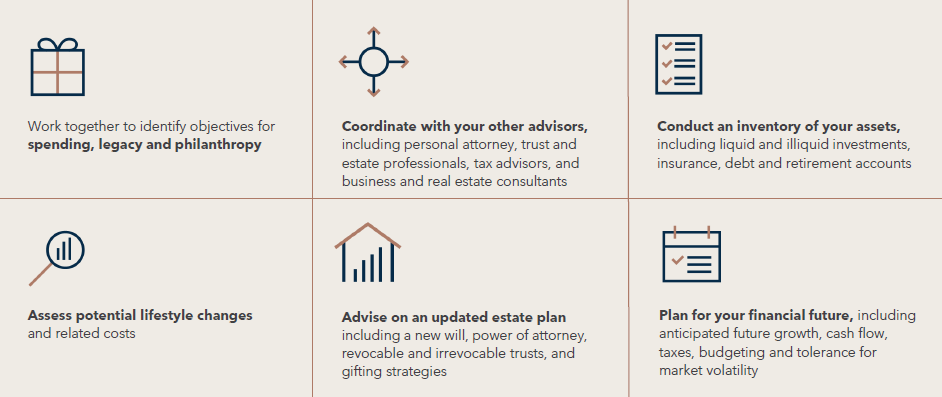 Work together to identify objectives for
spending, legacy and philanthropy
Coordinate with your other advisors,
including personal attorney, trust and
estate professionals, tax advisors, and
business and real estate consultants
Conduct an inventory of your assets,
including liquid and illiquid investments,
insurance, debt and retirement accounts
Assess potential lifestyle changes
and related costs
Advise on an updated estate plan
including a new will, power of attorney,
revocable and irrevocable trusts, and
gifting strategies
Plan for your financial future, including
anticipated future growth, cash flow,
taxes, budgeting and tolerance for
market volatility